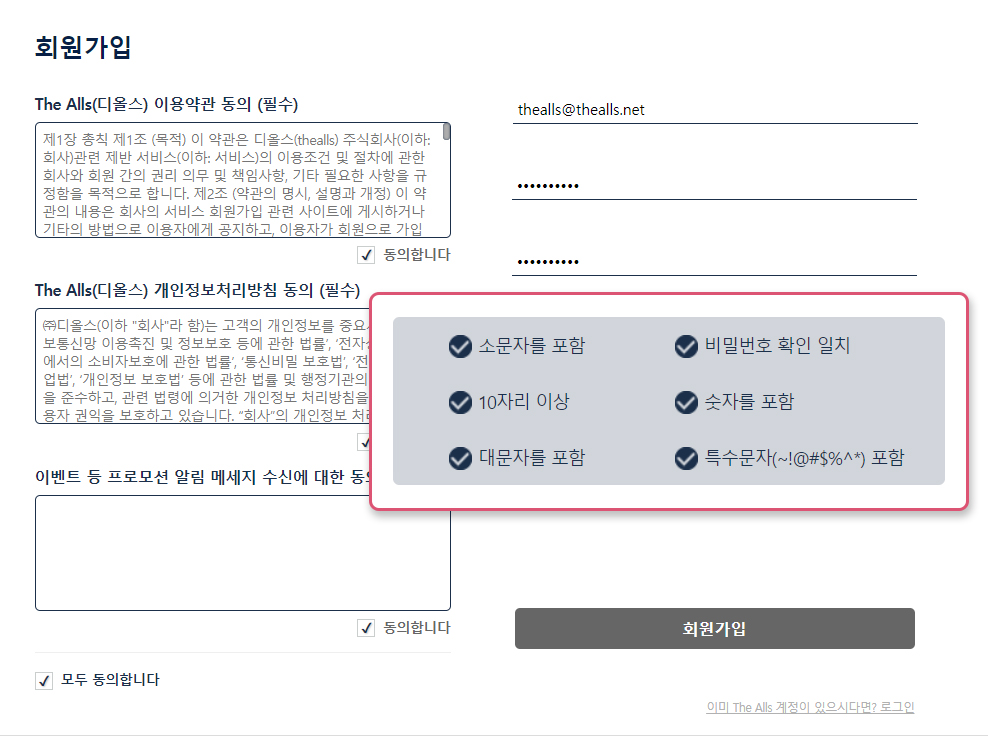 회원가입
The Alls(디올스) 이용약관 동의 (필수)
제1장 총칙 제1조 (목적) 이 약관은 디올스(thealls) 주식회사(이하:
회사)관련 제반 서비스(이하: 서비스)의 이용조건 및 절차에 관한
회사와 회원 간의 권리 의무 및 책임사항, 기타 필요한 사항을 규
정함을 목적으로 합니다. 제2조 (약관의 명시, 설명과 개정) 이 약
관의 내용은 회사의 서비스 회원가입 관련 사이트에 게시하거나
기타의 방법으로 이용자에게 공지하고, 이용자가 회원으로 가입
동의합니다
The Alls(디올스) 개인정보처리방침 동의 (필수)
㈜디올스(이하 "회사"라 함)는 고객의 개인정보를 중요
보통신망 이용촉진 및 정보보호 등에 관한 법률’, ‘전자
에서의 소비자보호에 관한 법률’, ‘통신비밀 보호법’, ‘전
업법’, ‘개인정보 보호법’ 등에 관한 법률 및 행정기관의
을 준수하고, 관련 법령에 의거한 개인정보 처리방침을
용자 권익을 보호하고 있습니다. “회사”의 개인정보 처
이벤트 등 프로모션 알림 메세지 수신에 대한
동의합니다
모두 동의합니다
thealls@thealls.net
••••••••••
••••••••••
소문자를 포함
비밀번호 확인 일치
10자리 이상
숫자를 포함
대문자를 포함
특수문자(~!@#$%^*) 포함
회원가입
이미 The Alls 계정이 있으시다면? 로그인